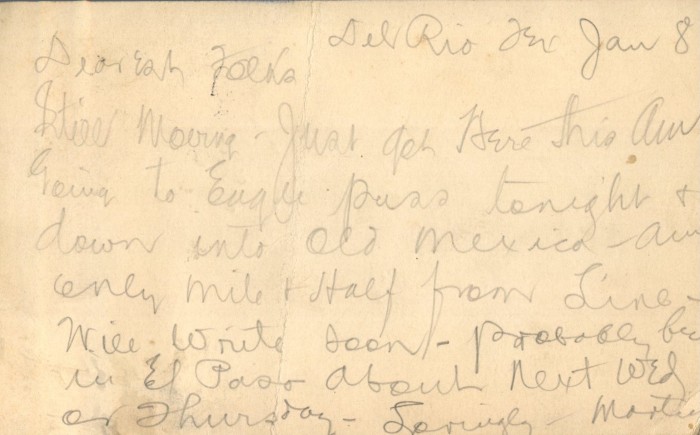 Del Rio Tex Jan 8
Dearest Folks
Still Moving - Just got Here this Am
Going to Eagle pass tonight +
down into Old Mexico - am
only mile + Half from Line.
Will Write soon - probably be
in El Paso about Next Wed
or Thursday - Lovingly -